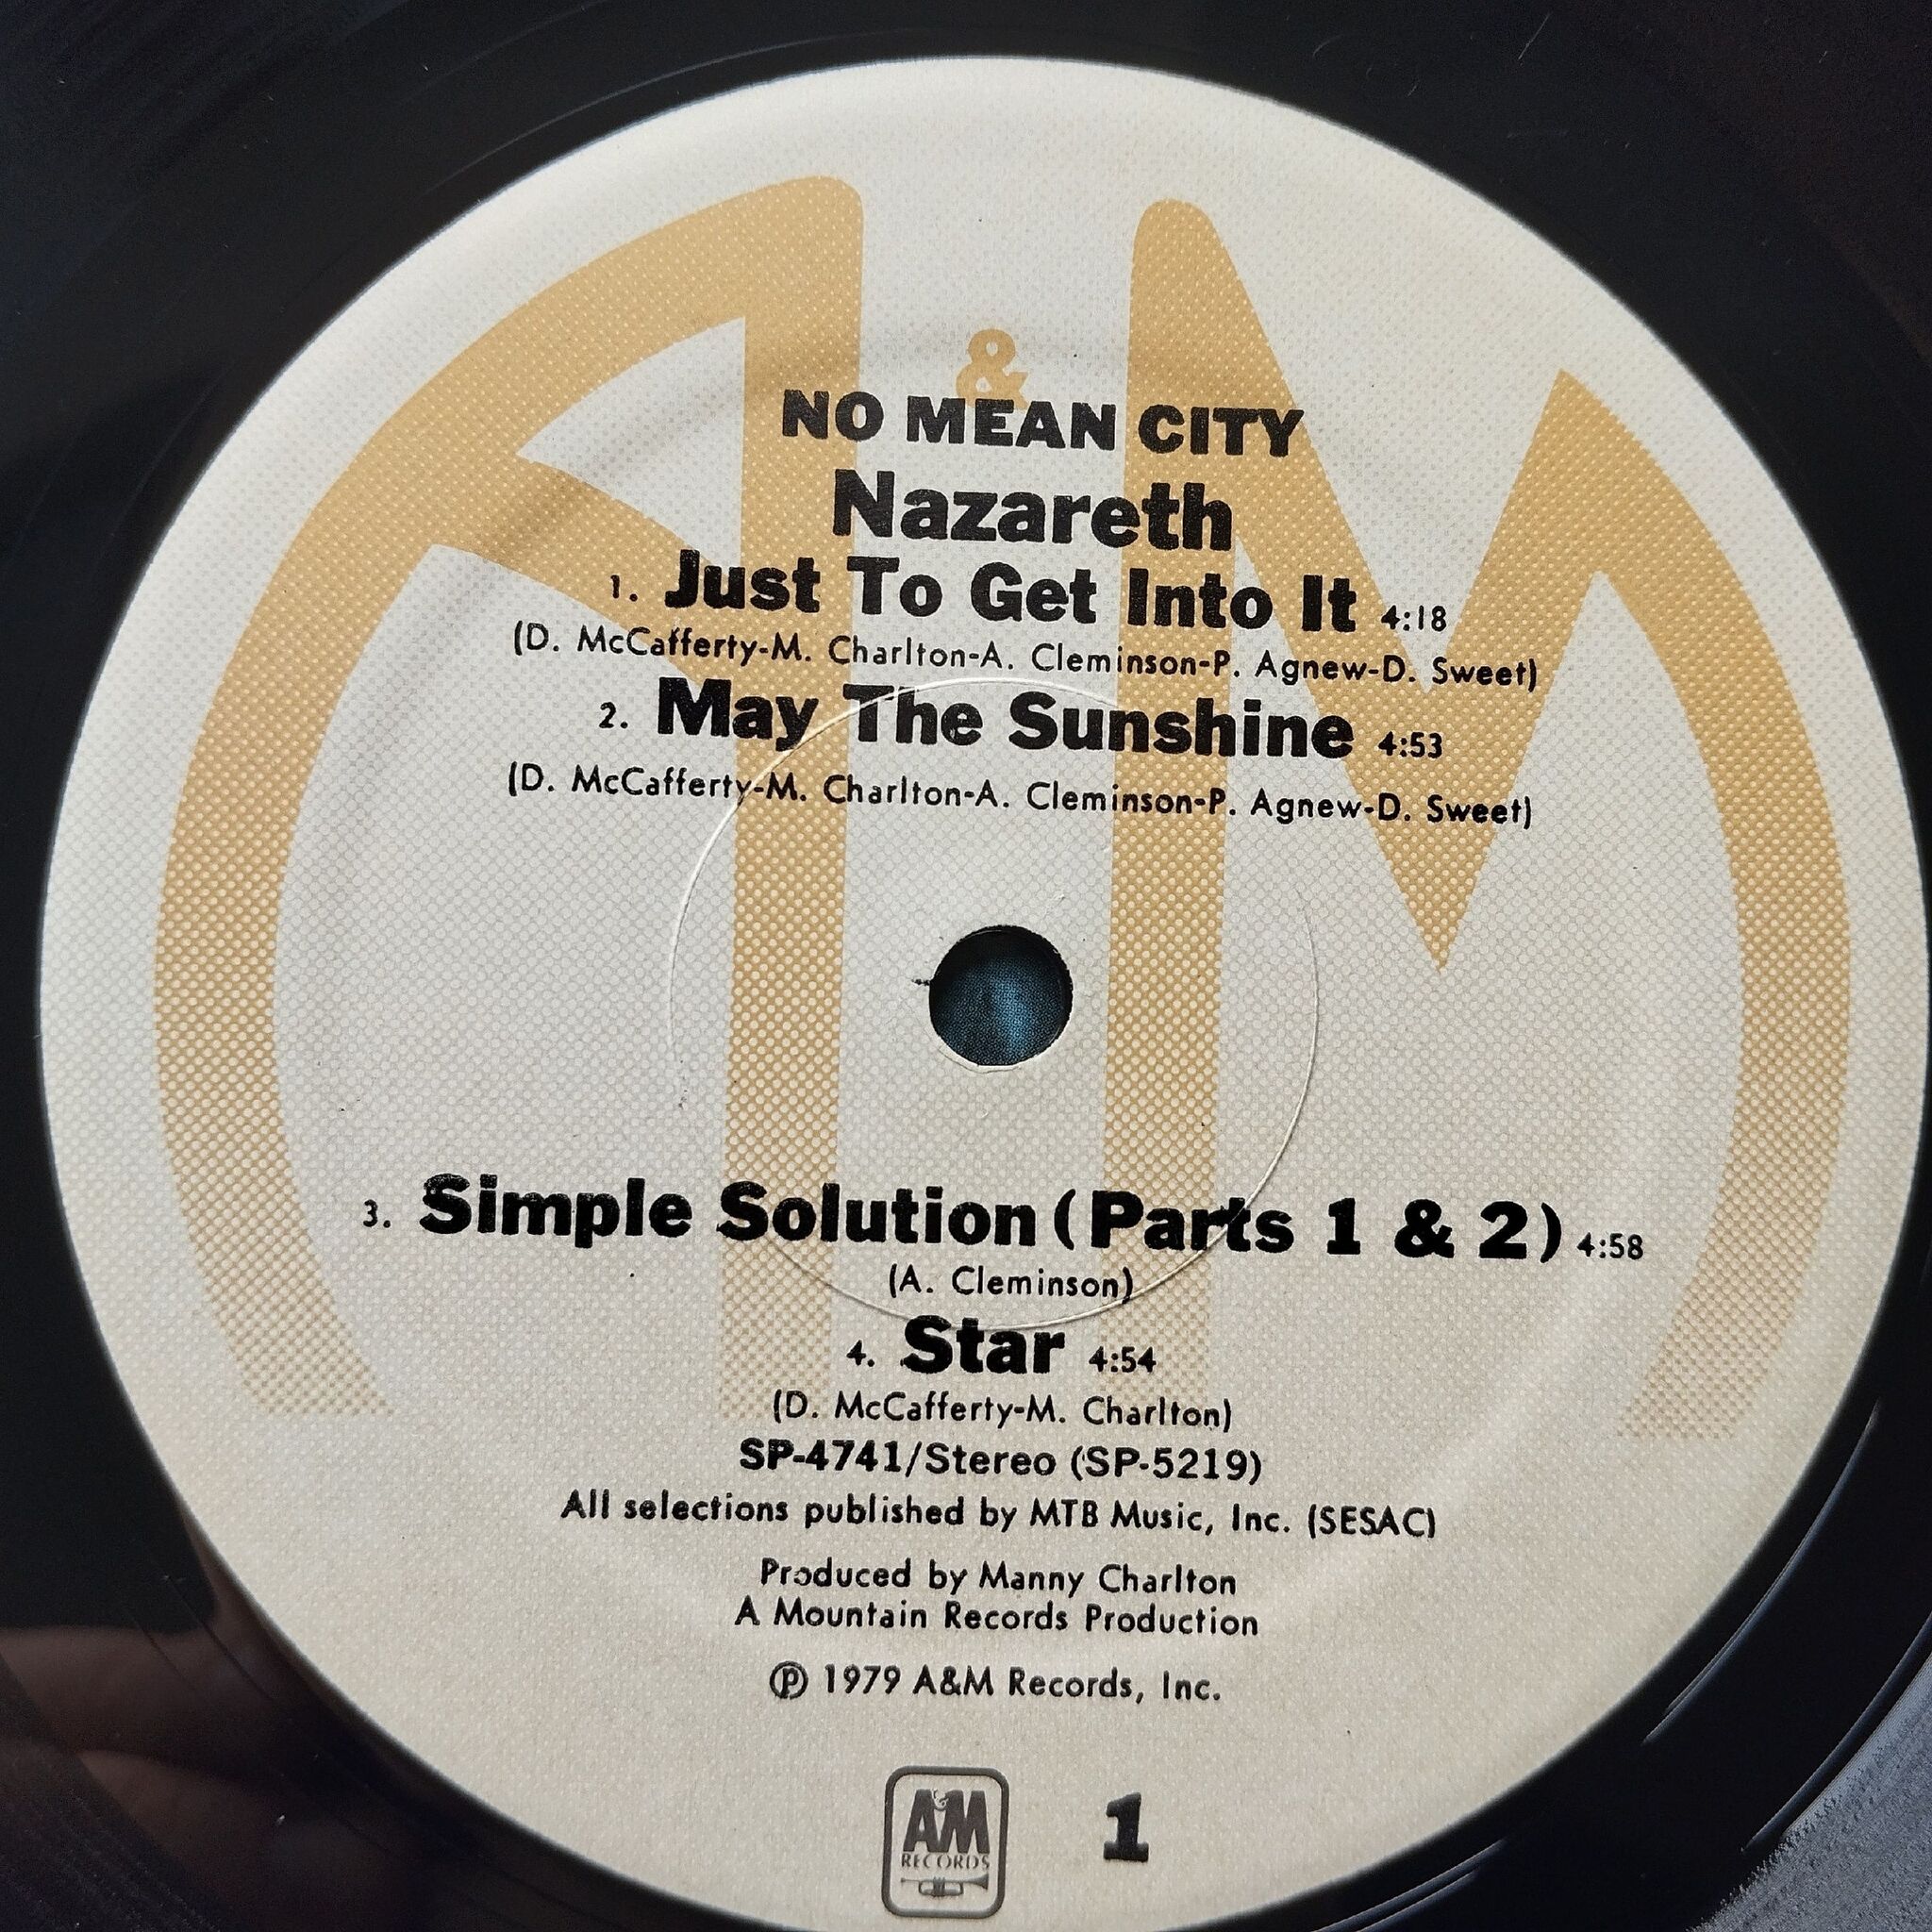 A & M
NO MEAN CITY
Nazareth
1. Just To Get Into It 4:18
(D. McCafferty-M. Charlton-A. Cleminson-P. Agnew-D. Sweet)
2. May The Sunshine 4:53
(D. McCafferty-M. Charlton-A. Cleminson-P. Agnew-D. Sweet)
3. Simple Solution (Parts 1 & 2) 4:58
(A. Cleminson)
4. Star 4:54
(D. McCafferty-M. Charlton)
SP-4741/Stereo (SP-5219)
All selections published by MTB Music, Inc. (SESAC)
Produced by Manny Charlton
A Mountain Records Production
℗ 1979 A&M Records, Inc.
A&M 1
RECORDS